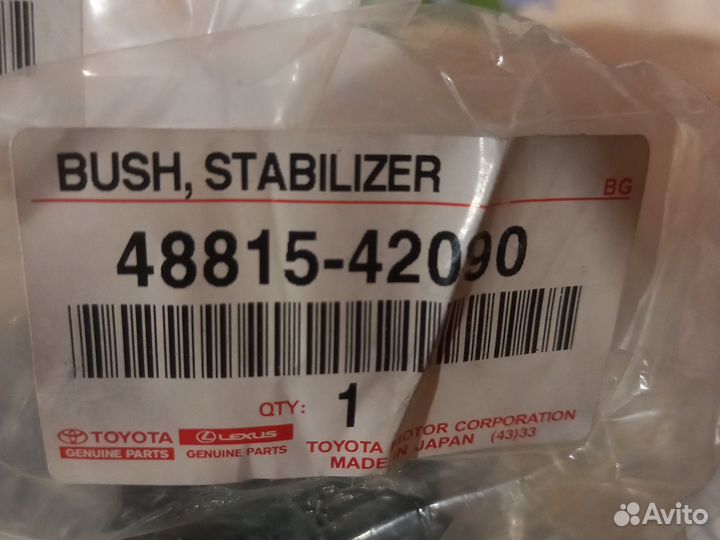 BUSH, STABILIZER
BG
48815-42090
QTY: 1
TOYOTA
GENUINE PARTS
LEXUS
GENUINE PARTS
TOYOTA MOTOR CORPORATION
MADE IN JAPAN (43)33
Avito